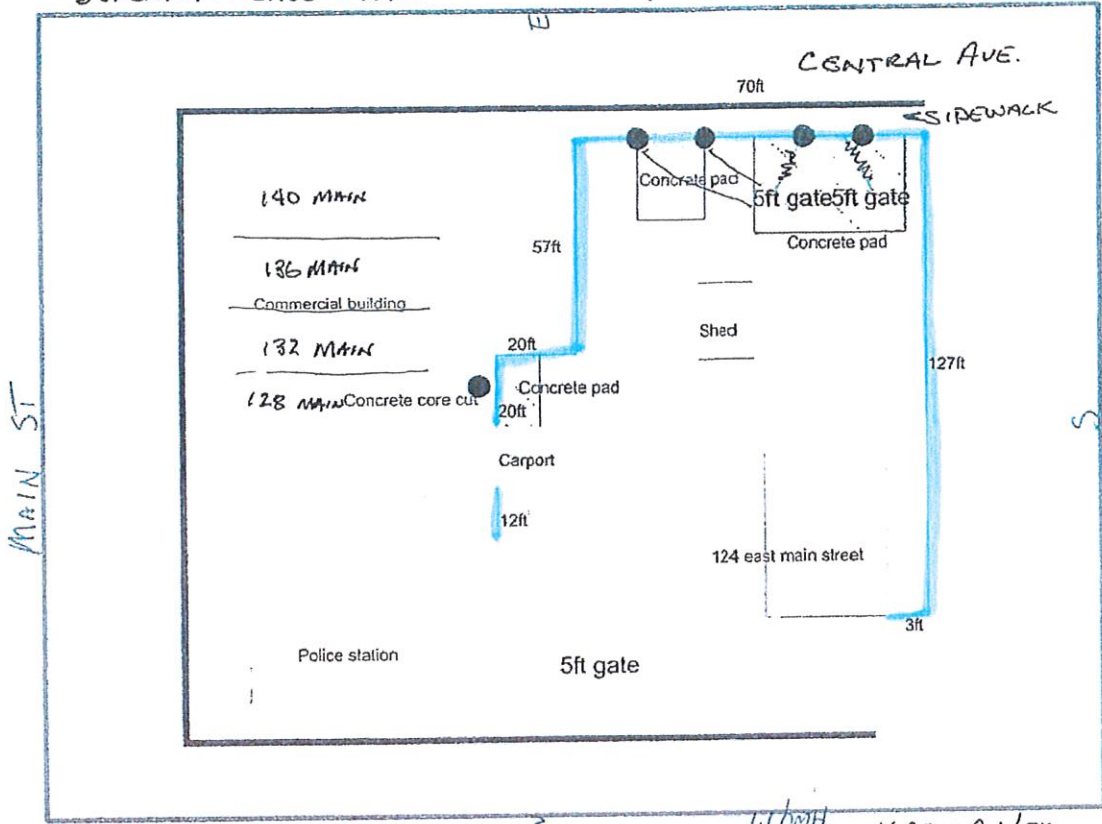 E
CENTRAL AVE.
70ft
<SIDEWALK
Concrete pad
5ft gate5ft gate
Concrete pad
140 MAIN
136 MAIN
57ft
Commercial building
Shed
132 MAIN
20ft
127ft
128 MAIN Concrete core cut
Concrete pad
20ft
MAIN ST
S
Carport
12ft
124 east main street
3ft
Police station
5ft gate